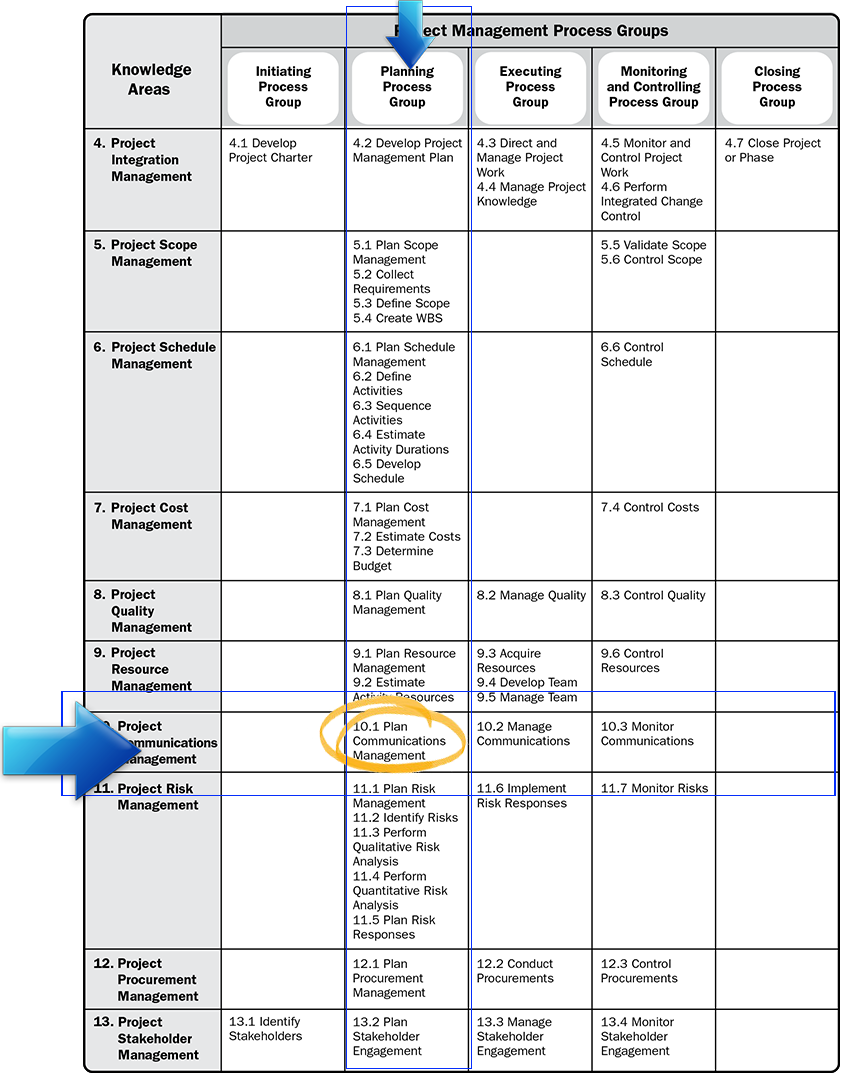 Project Management Process Groups
Knowledge
Areas
Initiating
Process
Group
Planning
Process
Group
Executing
Process
Group
Monitoring
and Controlling
Process Group
Closing
Process
Group
4. Project
Integration
Management
4.1 Develop
Project Charter
4.2 Develop Project
Management Plan
4.3 Direct and
Manage Project
Work
4.4 Manage Project
Knowledge
4.5 Monitor and
Control Project
Work
4.6 Perform
Integrated Change
Control
4.7 Close Project
or Phase
5. Project Scope
Management
5.1 Plan Scope
Management
5.2 Collect
Requirements
5.3 Define Scope
5.4 Create WBS
5.5 Validate Scope
5.6 Control Scope
6. Project Schedule
Management
6.1 Plan Schedule
Management
6.2 Define
Activities
6.3 Sequence
Activities
6.4 Estimate
Activity Durations
6.5 Develop
Schedule
6.6 Control
Schedule
7. Project Cost
Management
7.1 Plan Cost
Management
7.2 Estimate Costs
7.3 Determine
Budget
7.4 Control Costs
8. Project
Quality
Management
8.1 Plan Quality
Management
8.2 Manage Quality
8.3 Control Quality
9. Project
Resource
Management
9.1 Plan Resource
Management
9.2 Estimate
Activity Resources
9.3 Acquire
Resources
9.4 Develop Team
9.5 Manage Team
9.6 Control
Resources
Project
Communications
Management
10.1 Plan
Communications
Management
10.2 Manage
Communications
10.3 Monitor
Communications
11. Project Risk
Management
11.1 Plan Risk
Management
11.2 Identify Risks
11.3 Perform
Qualitative Risk
Analysis
11.4 Perform
Quantitative Risk
Analysis
11.5 Plan Risk
Responses
11.6 Implement
Risk Responses
11.7 Monitor Risks
12. Project
Procurement
Management
12.1 Plan
Procurement
Management
12.2 Conduct
Procurements
12.3 Control
Procurements
13. Project
Stakeholder
Management
13.1 Identify
Stakeholders
13.2 Plan
Stakeholder
Engagement
13.3 Manage
Stakeholder
Engagement
13.4 Monitor
Stakeholder
Engagement